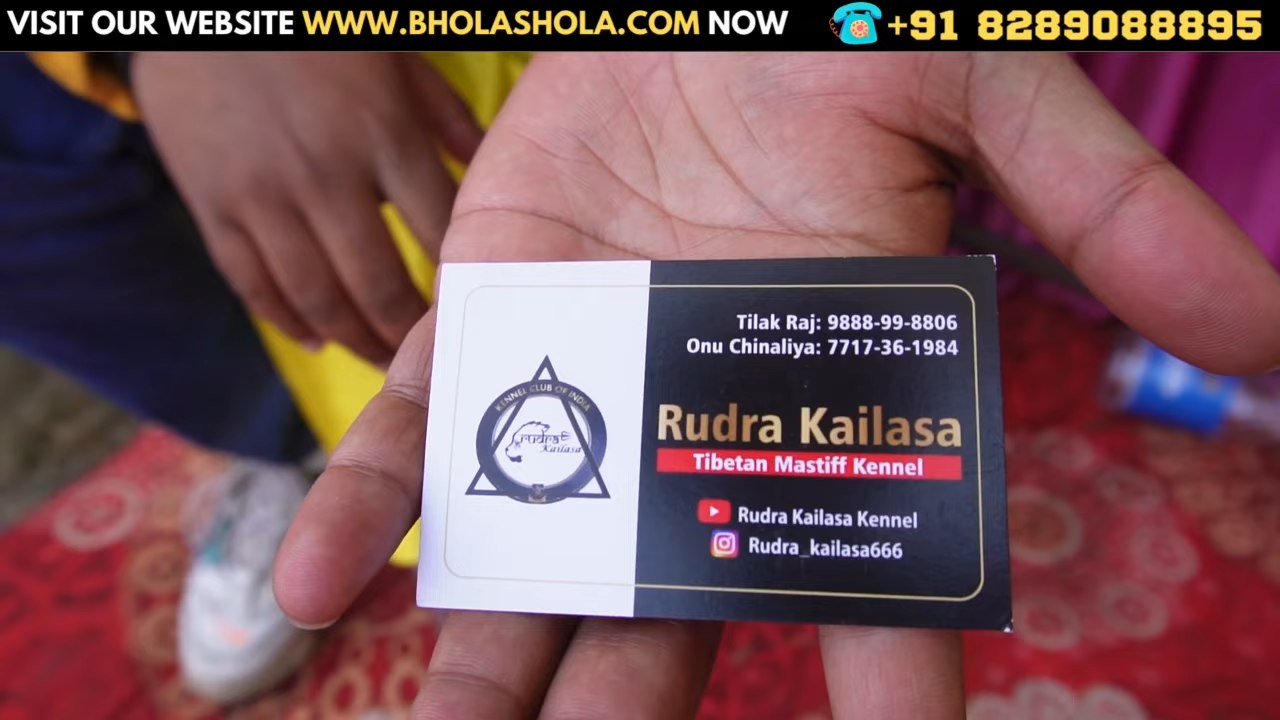 VISIT OUR WEBSITE WWW.BHOLASHOLA.COM NOW
+91 8289088895
Tilak Raj: 9888-99-8806
Onu Chinaliya: 7717-36-1984
KENNEL CLUB OF INDIA
rudra
Kailasa
Rudra Kailasa
Tibetan Mastiff Kennel
Rudra Kailasa Kennel
Rudra_kailasa666